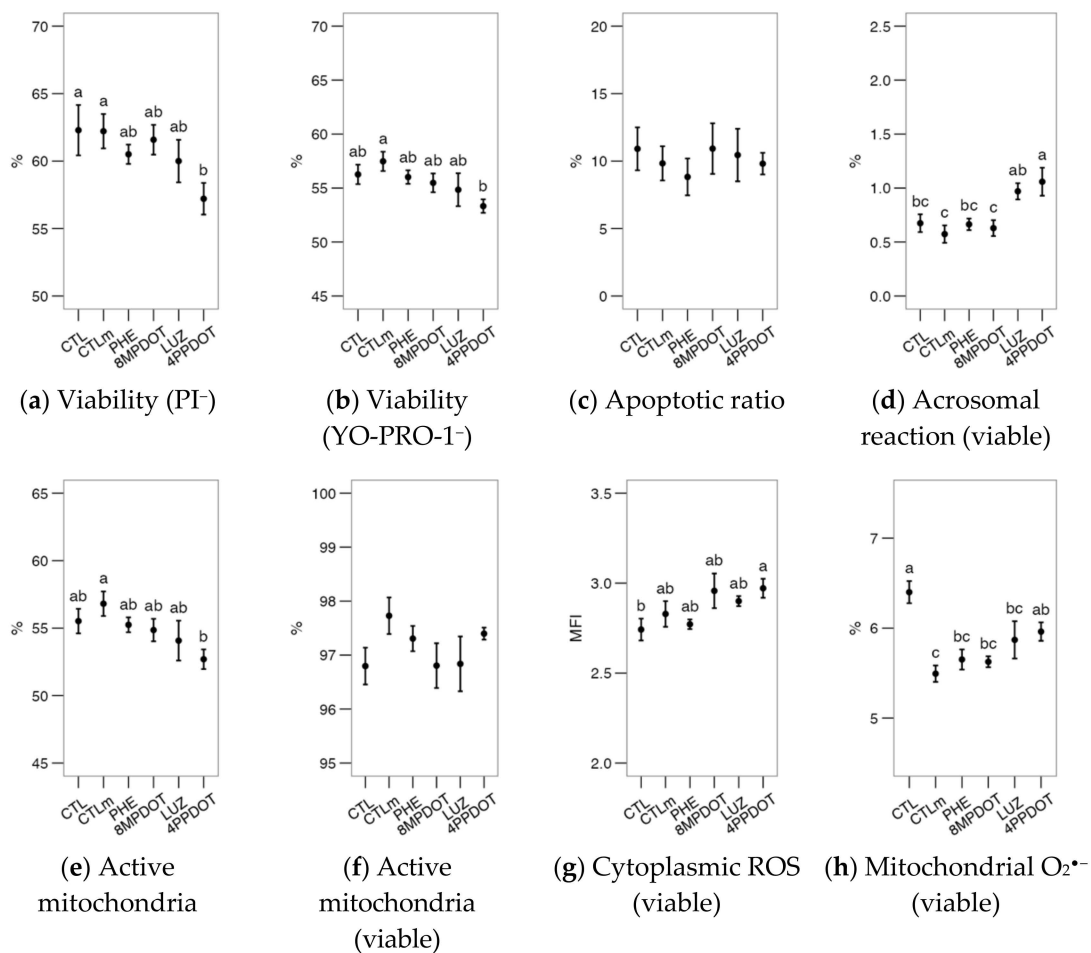 70
65
60
55
50
%
a
a
ab
ab
ab
b
CTL
CTLm
PHE
8MPDOT
LUZ
4PPDOT
(a) Viability (PI⁻)
70
65
60
55
50
45
%
ab
a
ab
ab
ab
b
CTL
CTLm
PHE
8MPDOT
LUZ
4PPDOT
(b) Viability
(YO-PRO-1⁻)
20
15
10
5
0
%
CTL
CTLm
PHE
8MPDOT
LUZ
4PPDOT
(c) Apoptotic ratio
2.5
2.0
1.5
1.0
0.5
0.0
%
bc
c
bc
c
ab
a
CTL
CTLm
PHE
8MPDOT
LUZ
4PPDOT
(d) Acrosomal
reaction (viable)
65
60
55
50
45
%
ab
a
ab
ab
ab
b
CTL
CTLm
PHE
8MPDOT
LUZ
4PPDOT
(e) Active
mitochondria
100
99
98
97
96
95
%
CTL
CTLm
PHE
8MPDOT
LUZ
4PPDOT
(f) Active
mitochondria
(viable)
3.5
3.0
2.5
2.0
MFI
b
ab
ab
ab
ab
a
CTL
CTLm
PHE
8MPDOT
LUZ
4PPDOT
(g) Cytoplasmic ROS
(viable)
7
6
5
%
a
c
bc
bc
bc
ab
CTL
CTLm
PHE
8MPDOT
LUZ
4PPDOT
(h) Mitochondrial O₂•⁻
(viable)